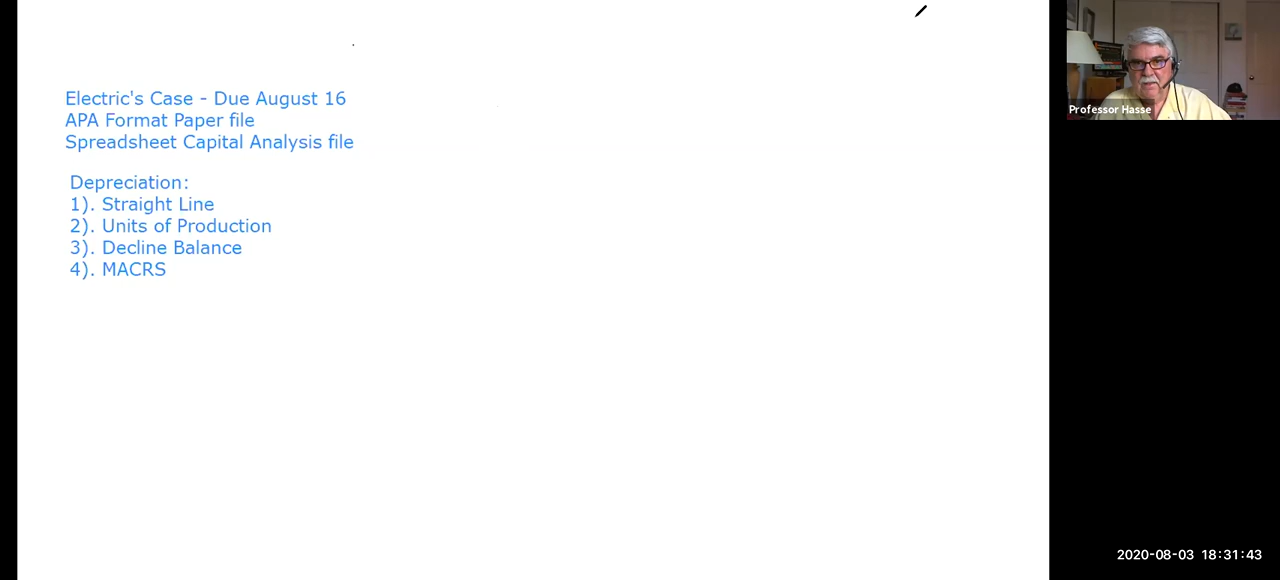 Electric's Case - Due August 16
APA Format Paper file
Spreadsheet Capital Analysis file
Depreciation:
1). Straight Line
2). Units of Production
3). Decline Balance
4). MACRS
Professor Hasse
2020-08-03 18:31:43